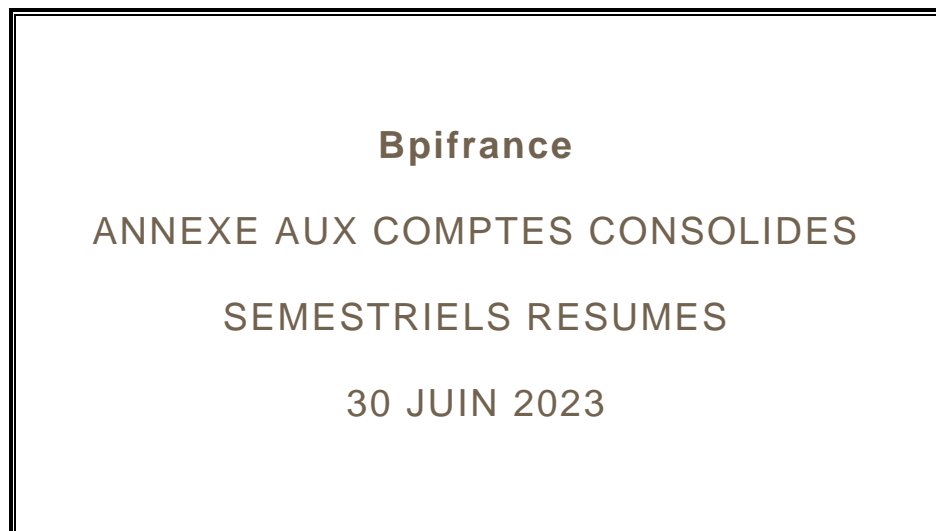 Bpifrance
ANNEXE AUX COMPTES CONSOLIDES
SEMESTRIELS RESUMES
30 JUIN 2023